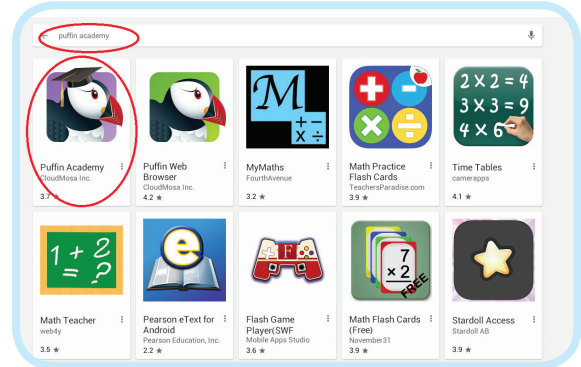 puffin academy
Puffin Academy
CloudMosa Inc.
3.7 ★
Puffin Web
Browser
CloudMosa Inc.
4.2 ★
M
+ -
× ÷
MyMaths
FourthAvenue
3.2 ★
+ -
× ÷
Math Practice
Flash Cards
TeachersParadise.com
3.9 ★
2 X 2 = 4
3 X 3 = 9
4 X 6
Time Tables
camerapps
4.1 ★
1 + 2
= ?
Math Teacher
web4y
3.5 ★
e
Pearson eText for
Android
Pearson Education, Inc.
2.2 ★
F
Flash Game
Player(SWF
Mobile Apps Studio
3.6 ★
7
× 2
FREE
Math Flash Cards
(Free)
November31
3.9 ★
Stardoll Access
Stardoll AB
3.9 ★